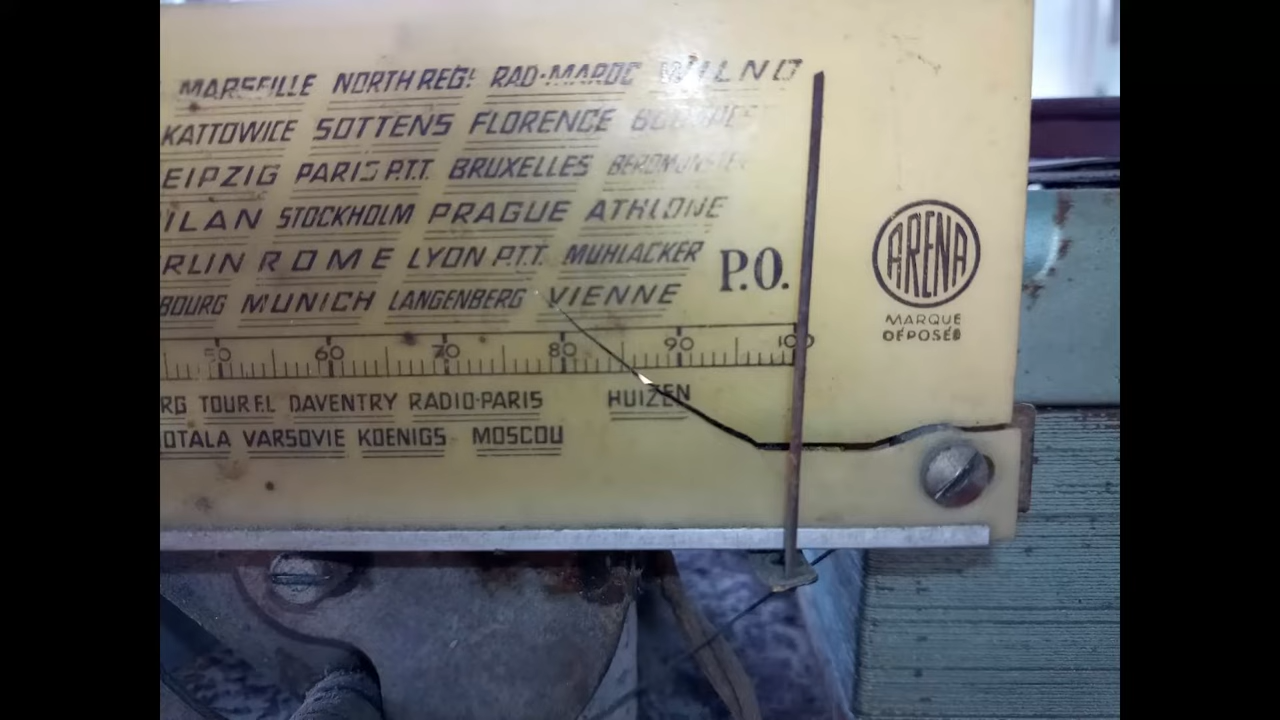 MARSEILLE NORTH REG! RAD-MAROC WILNO
KATTOWICE SOTTENS FLORENCE
EIPZIG PARIS P.T.T. BRUXELLES BEROMUNSTER
ILAN STOCKHOLM PRAGUE ATHLONE
RLIN ROME LYON P.T.T. MUHLACKER
P.O.
BOURG MUNICH LANGENBERG VIENNE
50 60 70 80 90 100
RG TOUR F.L DAVENTRY RADIO-PARIS HUIZEN
OTALA VARSOVIE KOENIGS MOSCOU
ARENA
MARQUE
DÉPOSÉE